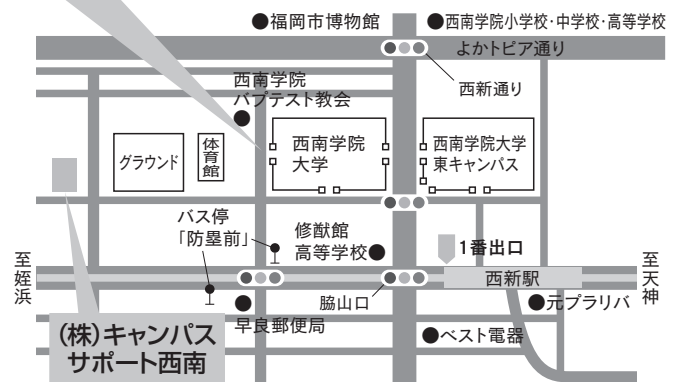 ●福岡市博物館
●西南学院小学校・中学校・高等学校
よかトピア通り
西新通り
西南学院
バプテスト教会
グラウンド
体育館
西南学院
大学
西南学院大学
東キャンパス
バス停
「防塁前」
修猷館
高等学校●
1番出口
至姪浜
西新駅
至天神
脇山口
●元プラリバ
早良郵便局
●ベスト電器
(株)キャンパス
サポート西南